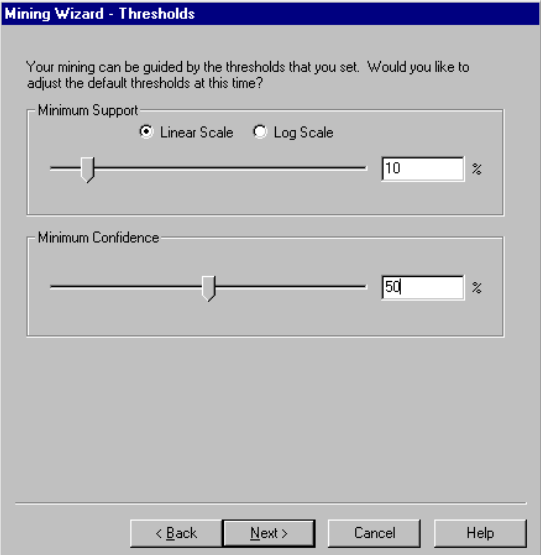 Mining Wizard - Thresholds
Your mining can be guided by the thresholds that you set. Would you like to
adjust the default thresholds at this time?
Minimum Support
Linear Scale Log Scale
10 %
Minimum Confidence
50 %
< Back Next > Cancel Help